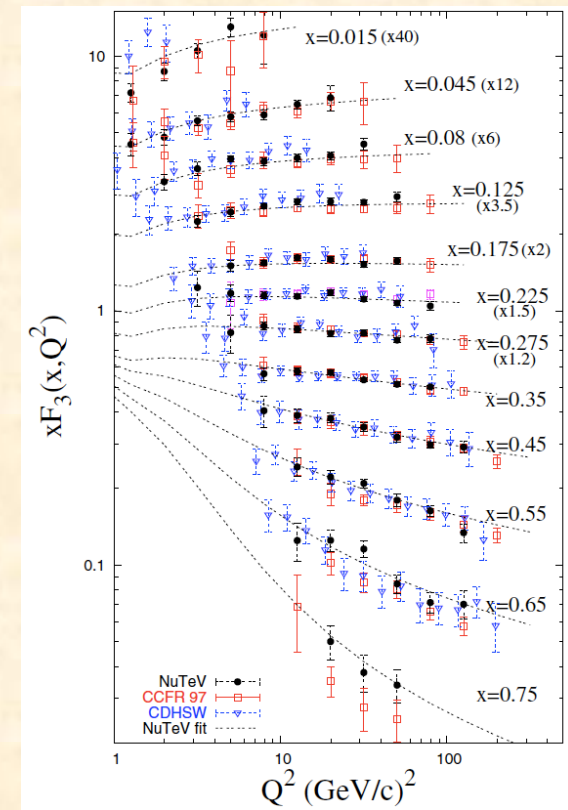 10
1
0.1
xF₃(x,Q²)
x=0.015 (x40)
x=0.045 (x12)
x=0.08 (x6)
x=0.125
(x3.5)
x=0.175 (x2)
x=0.225
(x1.5)
x=0.275
(x1.2)
x=0.35
x=0.45
x=0.55
x=0.65
x=0.75
NuTeV
CCFR 97
CDHSW
NuTeV fit
1 10 100
Q² (GeV/c)²